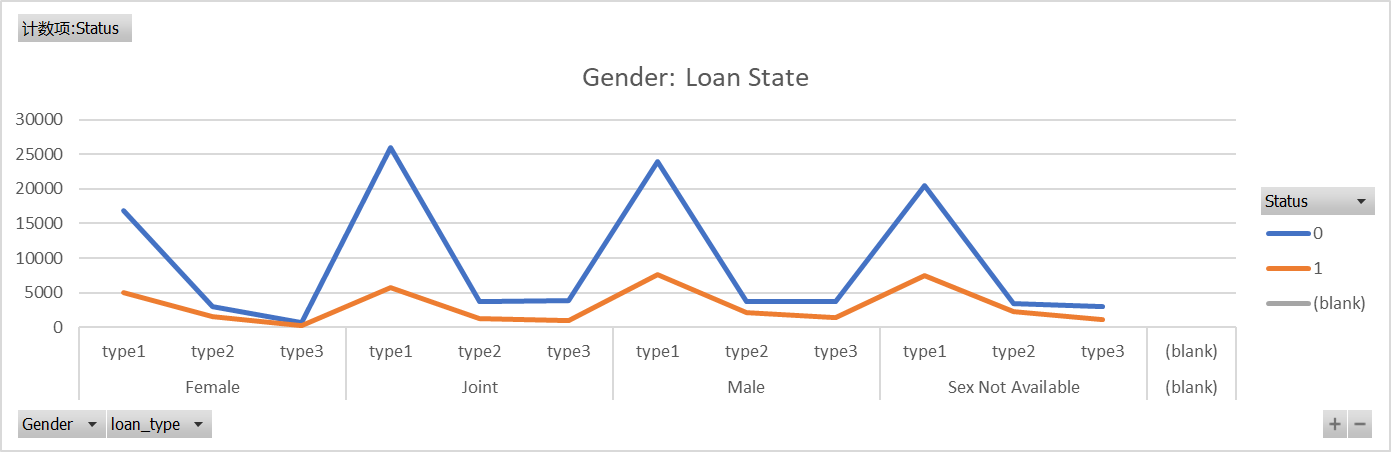 计数项:Status
Gender: Loan State
30000
25000
20000
15000
10000
5000
0
Status
0
1
(blank)
type1 type2 type3 type1 type2 type3 type1 type2 type3 type1 type2 type3 (blank)
Female Joint Male Sex Not Available (blank)
Gender loan_type